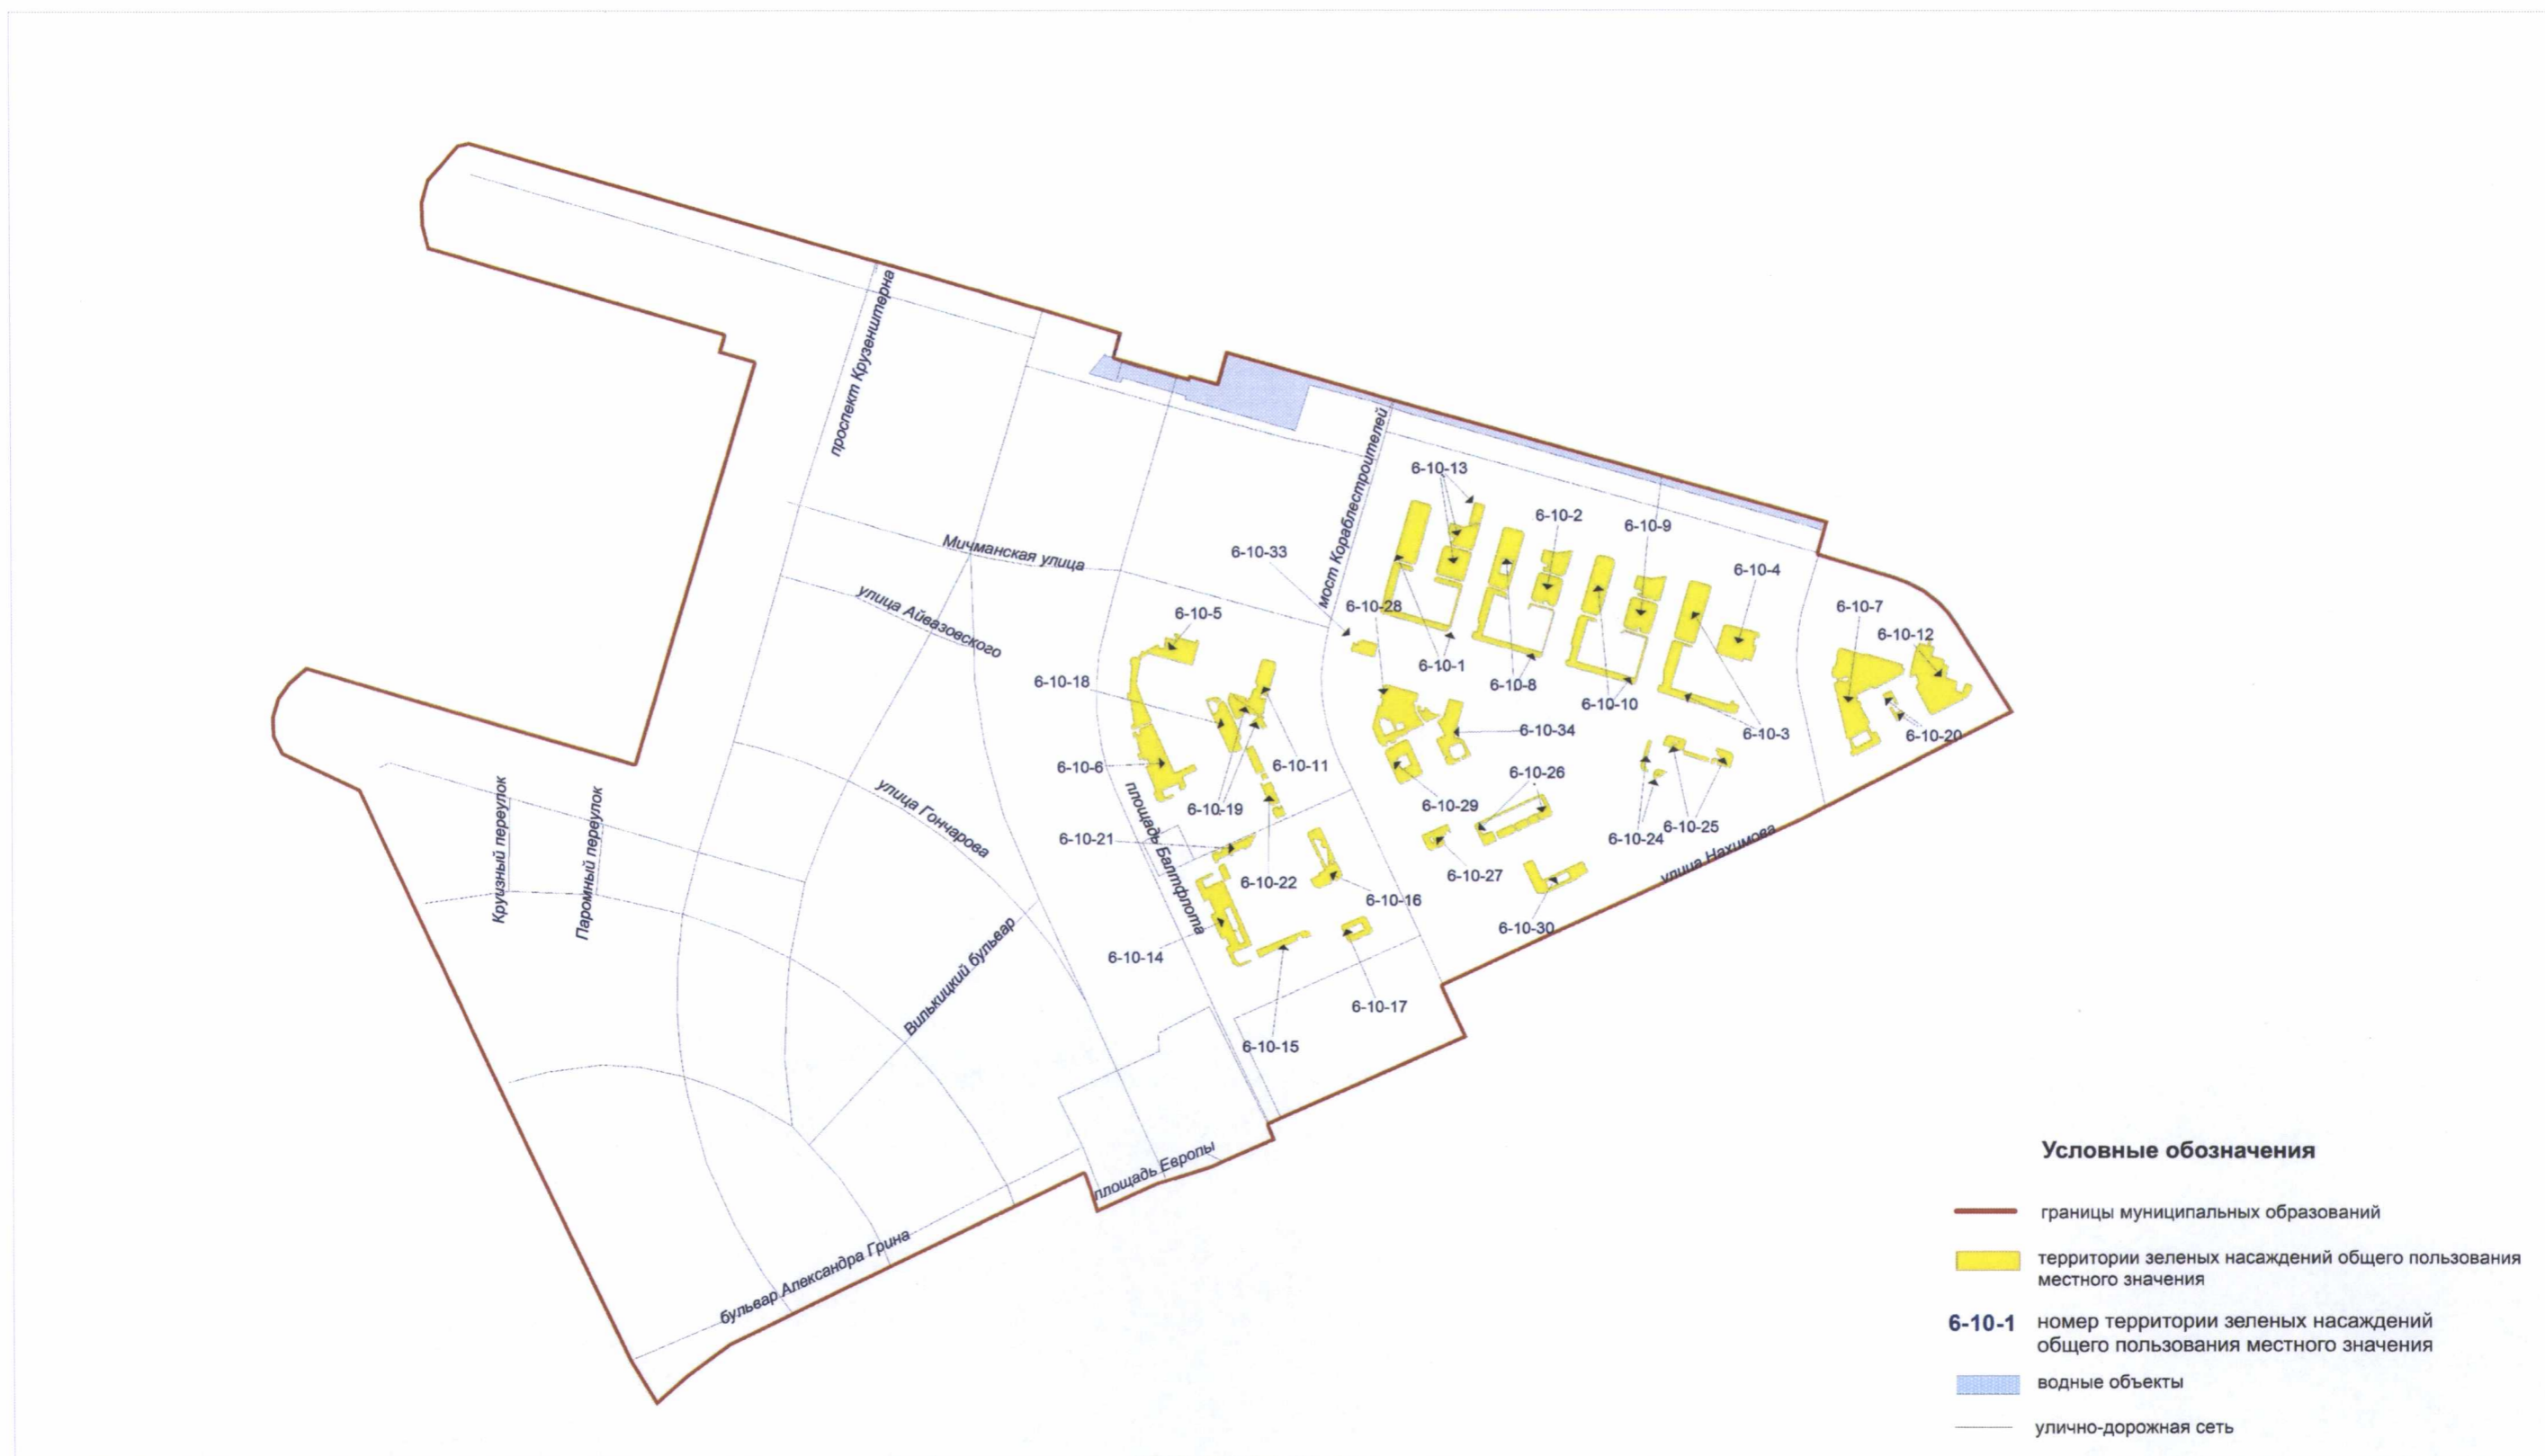 проспект Крузенштерна
мост Кораблестроителей
6-10-13
6-10-2
6-10-9
6-10-33
Мичманская улица
6-10-4
улица Айвазовского
6-10-28
6-10-5
6-10-7
6-10-12
6-10-1
6-10-18
6-10-8
6-10-10
6-10-34
6-10-3
6-10-20
6-10-6
6-10-11
6-10-26
6-10-29
6-10-19
площадь Балтфлота
улица Гончарова
Круизный переулок
Паромный переулок
6-10-21
6-10-24
6-10-25
улица Нахимова
6-10-22
6-10-27
6-10-16
6-10-30
Вилькицкий бульвар
6-10-14
6-10-17
6-10-15
площадь Европы
бульвар Александра Грина
Условные обозначения
границы муниципальных образований
территории зеленых насаждений общего пользования
местного значения
6-10-1 номер территории зеленых насаждений
общего пользования местного значения
водные объекты
улично-дорожная сеть